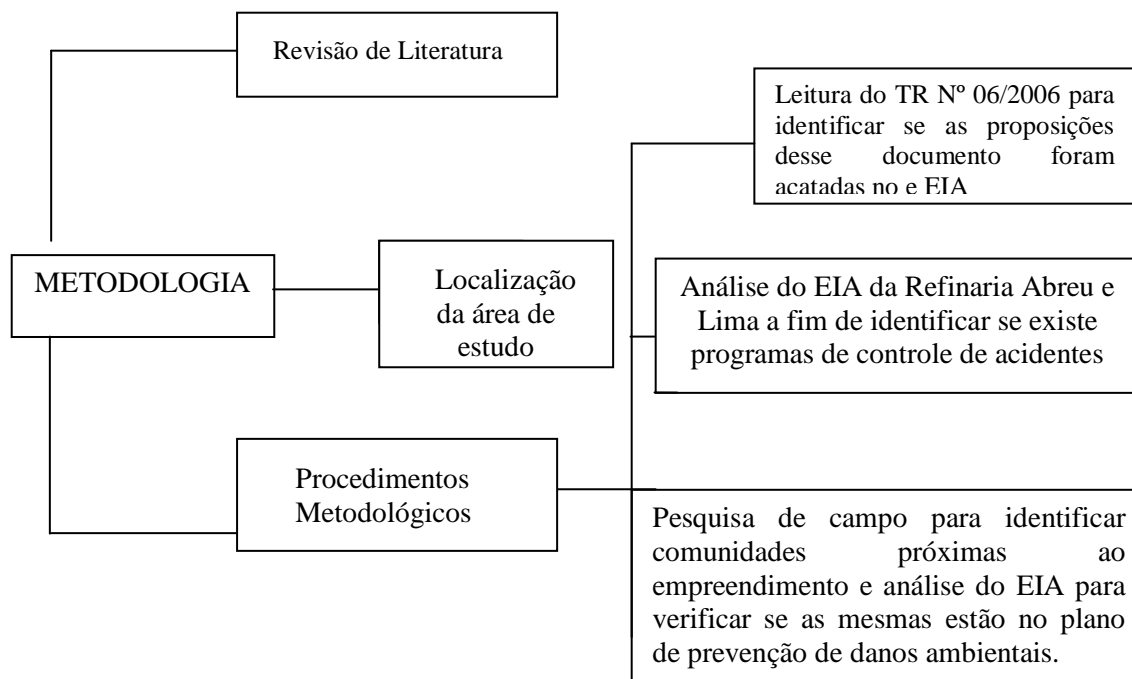 Revisão de Literatura
Leitura do TR Nº 06/2006 para
identificar se as proposições
desse documento foram
acatadas no e EIA
METODOLOGIA
Localização
da área de
estudo
Análise do EIA da Refinaria Abreu e
Lima a fim de identificar se existe
programas de controle de acidentes
Procedimentos
Metodológicos
Pesquisa de campo para identificar
comunidades próximas ao
empreendimento e análise do EIA para
verificar se as mesmas estão no plano
de prevenção de danos ambientais.